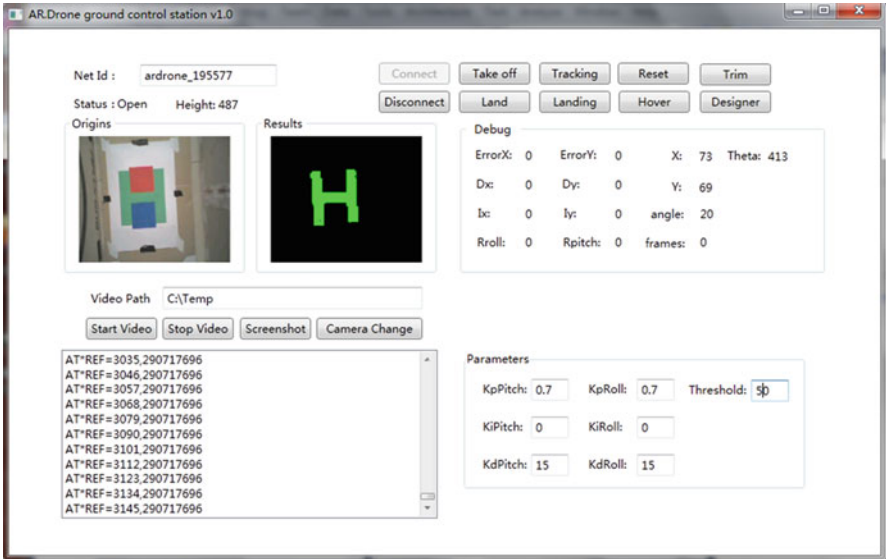 AR.Drone ground control station v1.0
Net Id : ardrone_195577 Connect Take off Tracking Reset Trim
Status : Open Height: 487 Disconnect Land Landing Hover Designer
Origins Results Debug
ErrorX: 0 ErrorY: 0 X: 73 Theta: 413
Dx: 0 Dy: 0 Y: 69
Ix: 0 Iy: 0 angle: 20
Rroll: 0 Rpitch: 0 frames: 0
H
Video Path C:\Temp
Start Video Stop Video Screenshot Camera Change
AT*REF=3035,290717696
AT*REF=3046,290717696
AT*REF=3057,290717696
AT*REF=3068,290717696
AT*REF=3079,290717696
AT*REF=3090,290717696
AT*REF=3101,290717696
AT*REF=3112,290717696
AT*REF=3123,290717696
AT*REF=3134,290717696
AT*REF=3145,290717696
Parameters
KpPitch: 0.7 KpRoll: 0.7 Threshold: 50
KiPitch: 0 KiRoll: 0
KdPitch: 15 KdRoll: 15